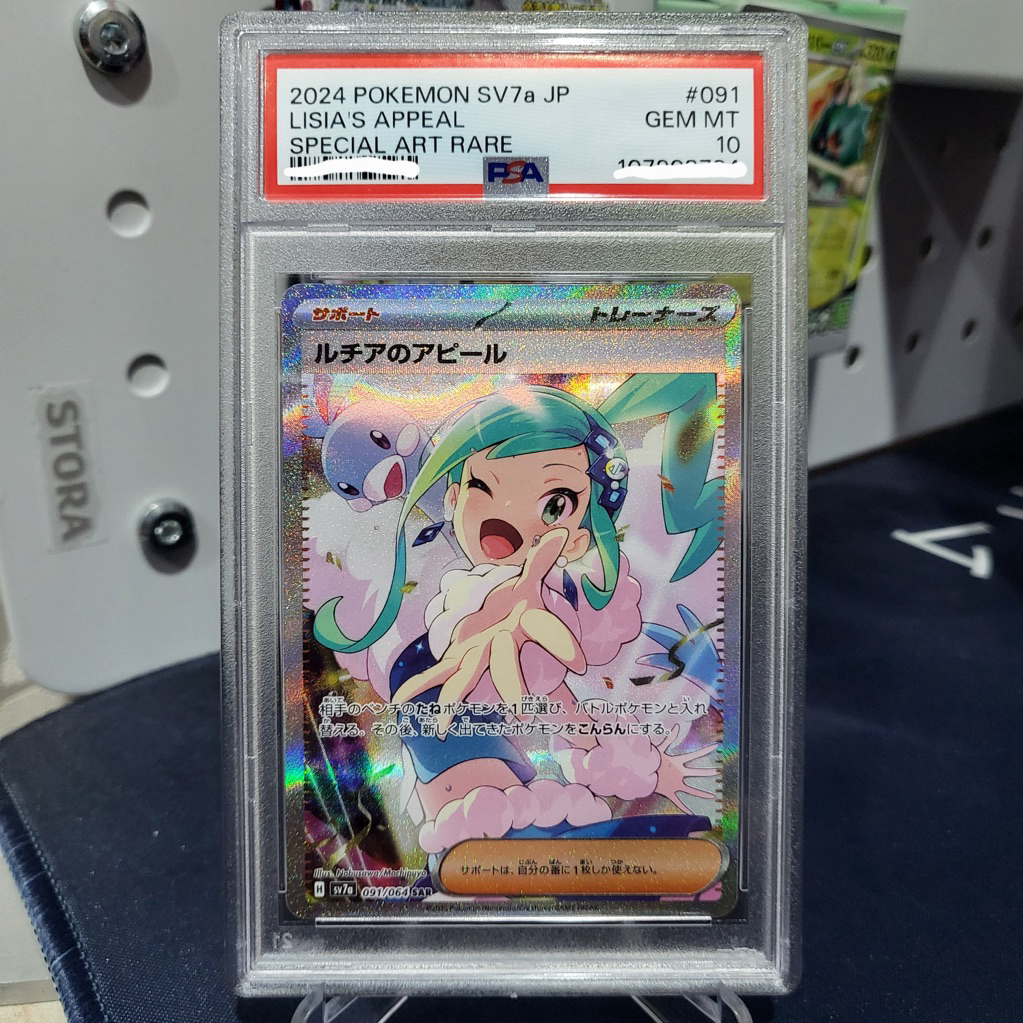 2024 POKEMON SV7a JP #091
LISIA'S APPEAL GEM MT
SPECIAL ART RARE 10
PSA
サポート トレーナーズ
ルチアのアピール
STORA
相手のベンチのたねポケモンを1匹選び、バトルポケモンと入れ
替える。その後、新しく出てきたポケモンをこんらんにする。
サポートは、自分の番に1枚しか使えない。
Illus. Nobusawa/Mochipuyo
H sv7a 091/064 SAR